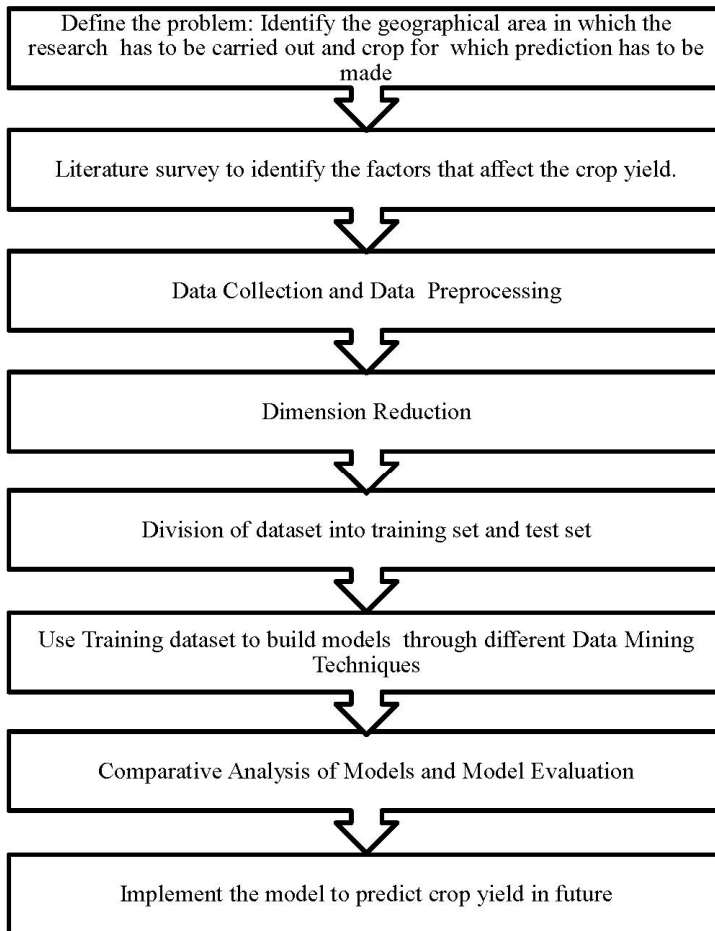 Define the problem: Identify the geographical area in which the
research has to be carried out and crop for which prediction has to be
made
Literature survey to identify the factors that affect the crop yield.
Data Collection and Data Preprocessing
Dimension Reduction
Division of dataset into training set and test set
Use Training dataset to build models through different Data Mining
Techniques
Comparative Analysis of Models and Model Evaluation
Implement the model to predict crop yield in future